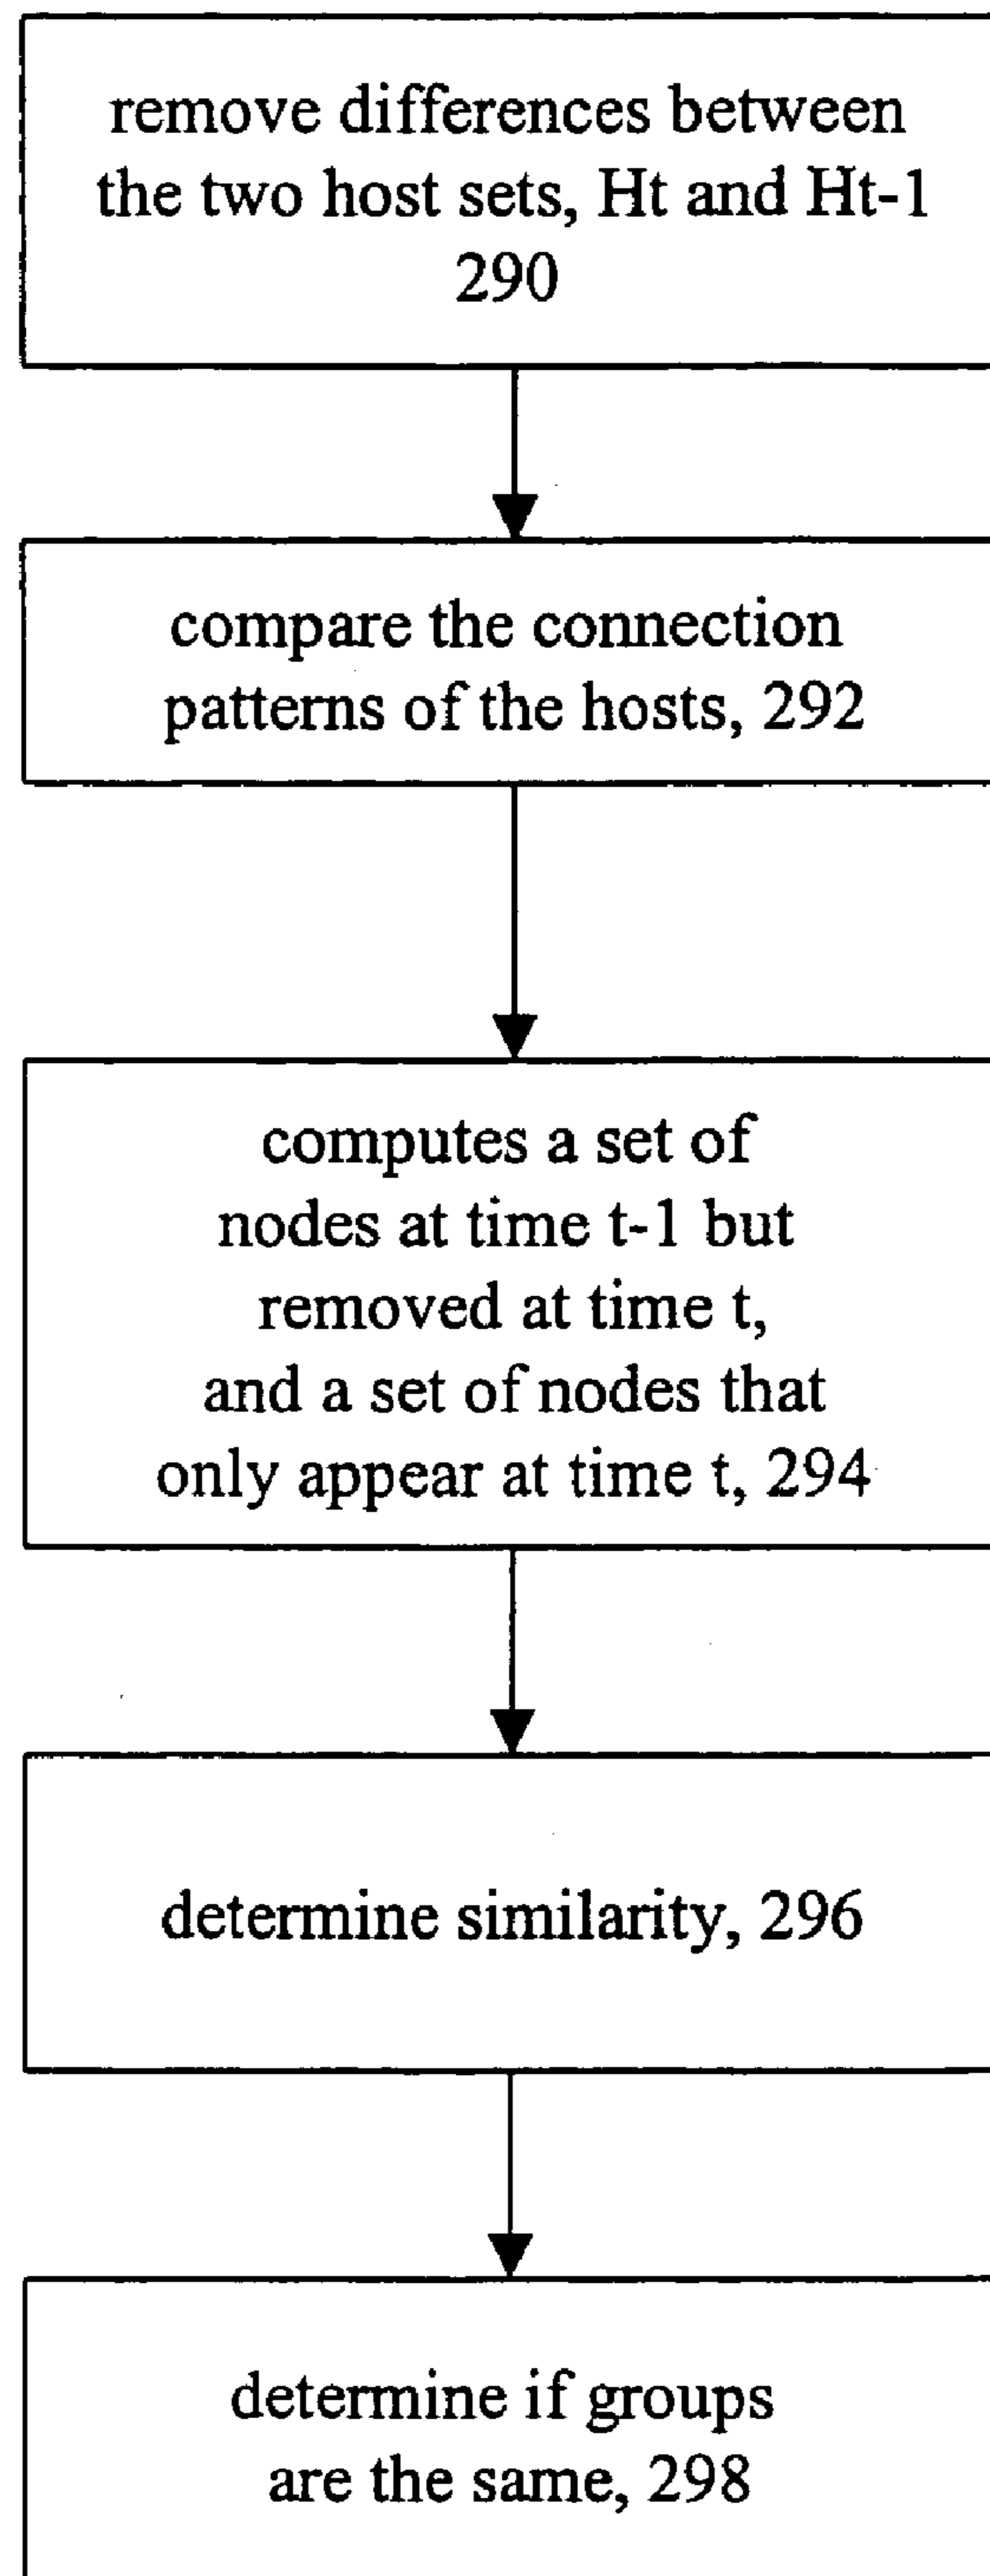 remove differences between
the two host sets, Ht and Ht-1
290
compare the connection
patterns of the hosts, 292
computes a set of
nodes at time t-1 but
removed at time t,
and a set of nodes that
only appear at time t, 294
determine similarity, 296
determine if groups
are the same, 298